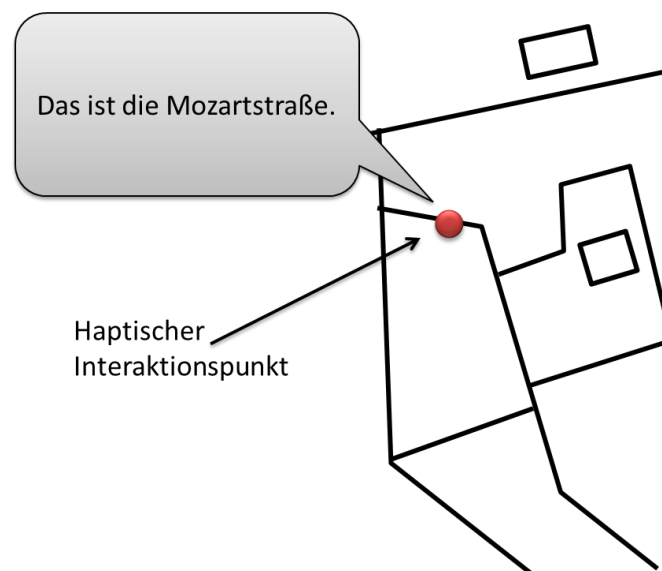 Das ist die Mozartstraße.
Haptischer
Interaktionspunkt